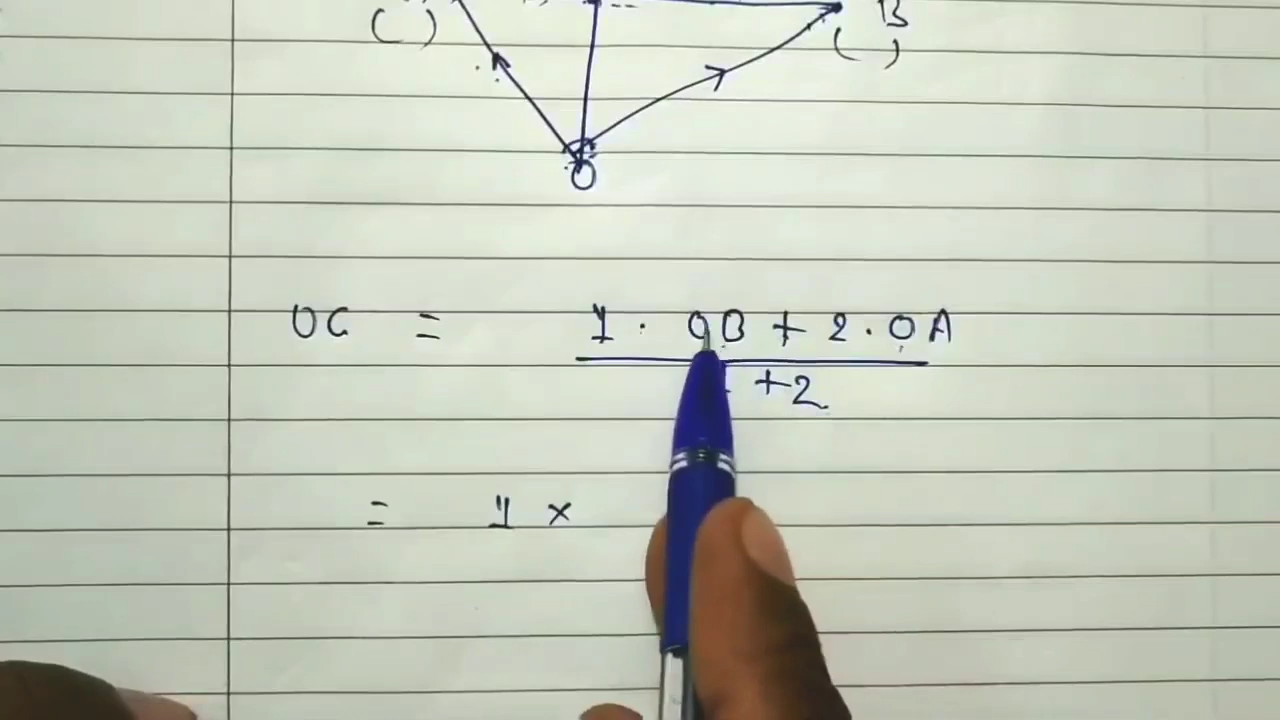 B
( ) ( )
O
OC = 1 · OB + 2 · OA
+2
= 1 ×